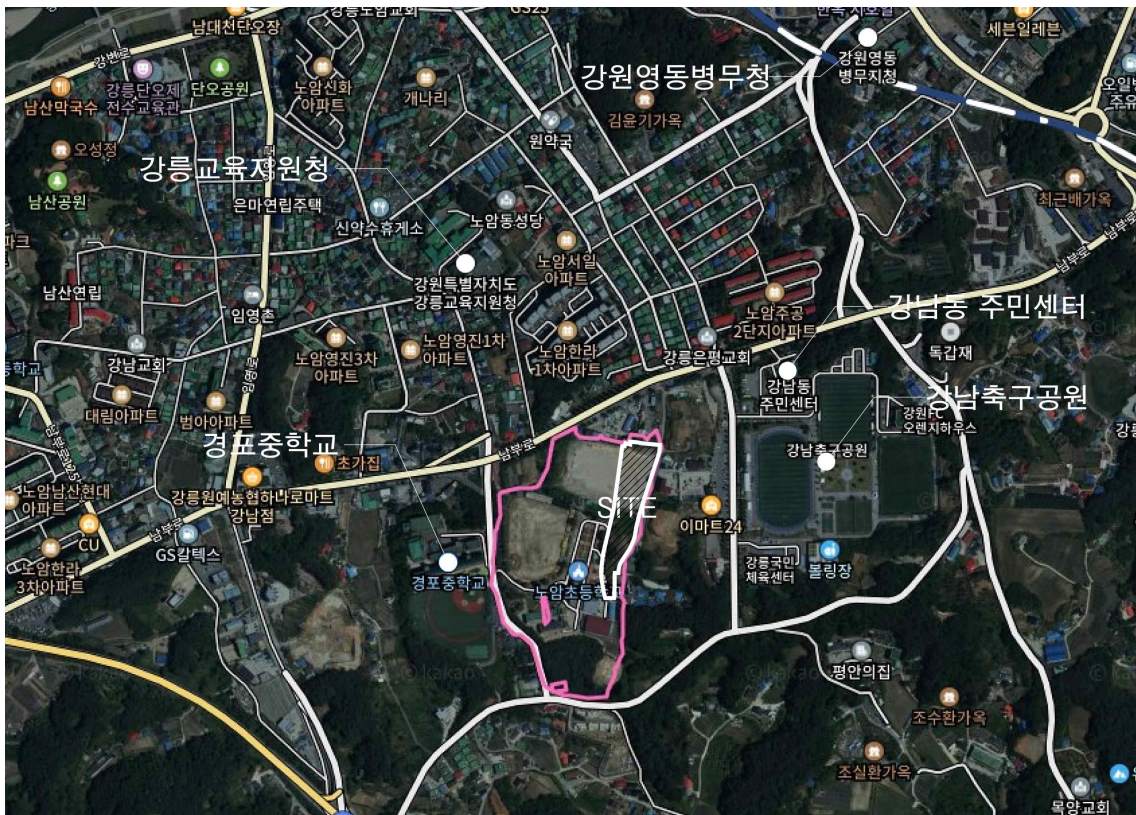 강릉노암교회
GS25
남대천단오장
강변로
세븐일레븐
강원영동
병무지청
강원영동병무청
강릉단오제
전수교육관
단오공원
노암신화
아파트
개나리
남산막국수
김윤기가옥
원약국
오성정
강릉교육지원청
최근배가옥
남산공원
은마연립주택
신약수휴게소
노암동성당
남부로
노암서일
아파트
강원특별자치도
강릉교육지원청
남산연립
임영촌
노암주공
2단지아파트
강남동 주민센터
강남교회
노암영진3차
아파트
노암영진1차
아파트
노암한라
1차아파트
강릉은평교회
독갑재
강남동
주민센터
대림아파트
범아아파트
강남축구공원
강원FC
오렌지하우스
경포중학교
남부로
강남축구공원
초가집
강릉원예농협하나로마트
강남점
노암남산현대
아파트
SITE
이마트24
CU
남부로
GS칼텍스
노암한라
3차아파트
경포중학교
노암초등학교
강릉국민
체육센터
볼링장
평안의집
조수환가옥
조실환가옥
목양교회